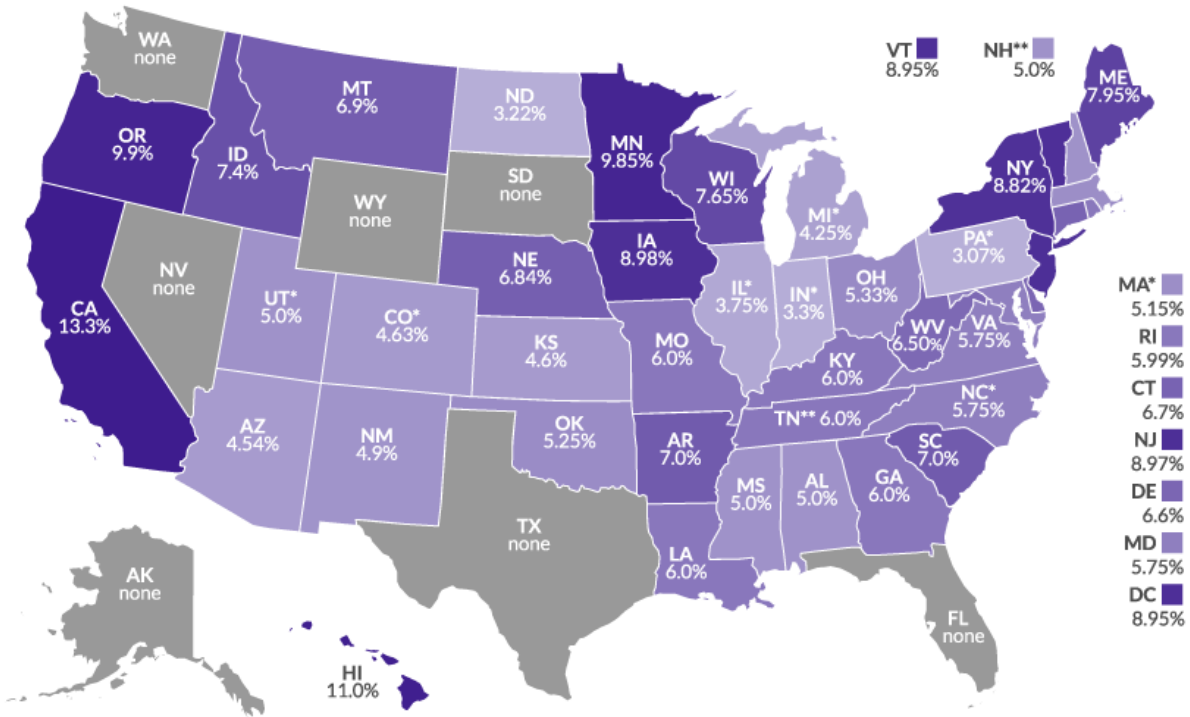 WA
none
MT
6.9%
ND
3.22%
VT
8.95%
NH**
5.0%
ME
7.95%
OR
9.9%
ID
7.4%
MN
9.85%
SD
none
WI
7.65%
NY
8.82%
WY
none
MI*
4.25%
IA
8.98%
PA*
3.07%
NE
6.84%
NV
none
UT*
5.0%
CO*
4.63%
IL*
3.75%
IN*
3.3%
OH
5.33%
CA
13.3%
KS
4.6%
MO
6.0%
WV
6.50%
VA
5.75%
KY
6.0%
MA*
5.15%
RI
5.99%
CT
6.7%
NJ
8.97%
DE
6.6%
MD
5.75%
DC
8.95%
NC*
5.75%
TN** 6.0%
AZ
4.54%
NM
4.9%
OK
5.25%
AR
7.0%
SC
7.0%
MS
5.0%
AL
5.0%
GA
6.0%
TX
none
LA
6.0%
AK
none
FL
none
HI
11.0%